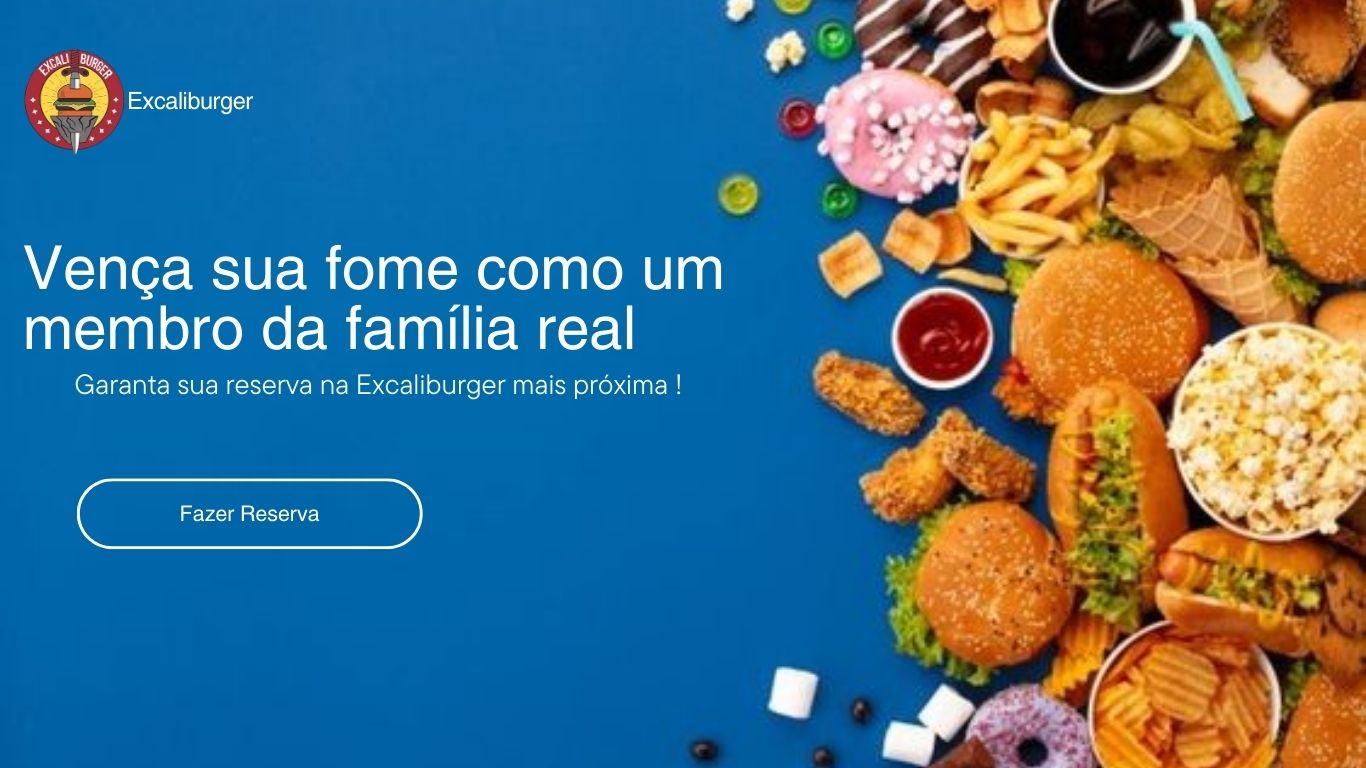 EXCALI BURGER
Excaliburger
Vença sua fome como um
membro da família real
Garanta sua reserva na Excaliburger mais próxima !
Fazer Reserva